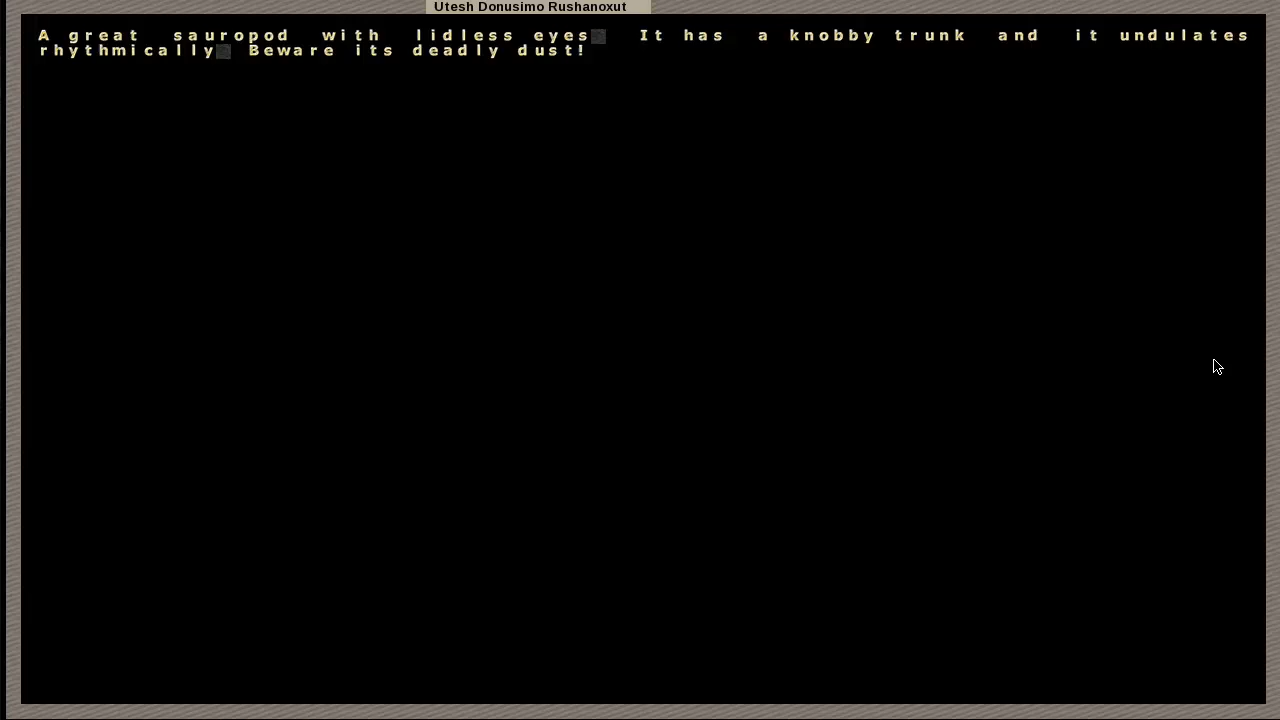 Utesh Donusimo Rushanoxut
A great sauropod with lidless eyes. It has a knobby trunk and it undulates
rhythmically. Beware its deadly dust!